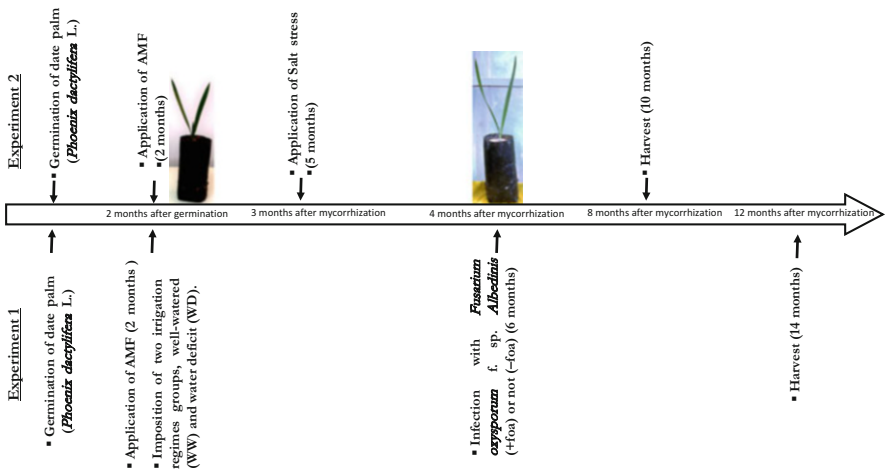 Experiment 2
▪ Germination of date palm
(Phoenix dactylifera L.)
▪ Application of AMF
▪ (2 months)
▪ Application of Salt stress
▪ (5 months)
▪ Harvest (10 months)
2 months after germination
3 months after mycorrhization
4 months after mycorrhization
8 months after mycorrhization
12 months after mycorrhization
Experiment 1
▪ Germination of date palm
(Phoenix dactylifera L.)
▪ Application of AMF (2 months )
▪ Imposition of two irrigation
regimes groups, well-watered
(WW) and water deficit (WD).
▪ Infection with Fusarium
oxysporum f. sp. Albedinis
(+foa) or not (–foa) (6 months)
▪ Harvest (14 months)